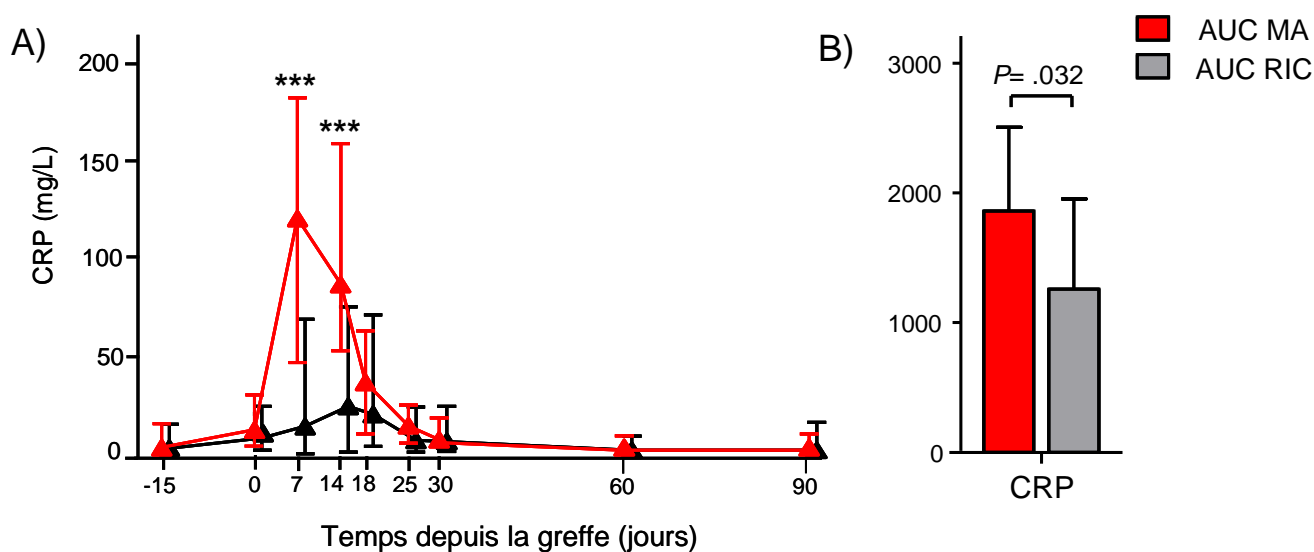 A)
CRP (mg/L)
200
150
100
50
0
***
***
-15 0 7 14 18 25 30 60 90
Temps depuis la greffe (jours)
B)
AUC MA
AUC RIC
P= .032
3000
2000
1000
0
CRP